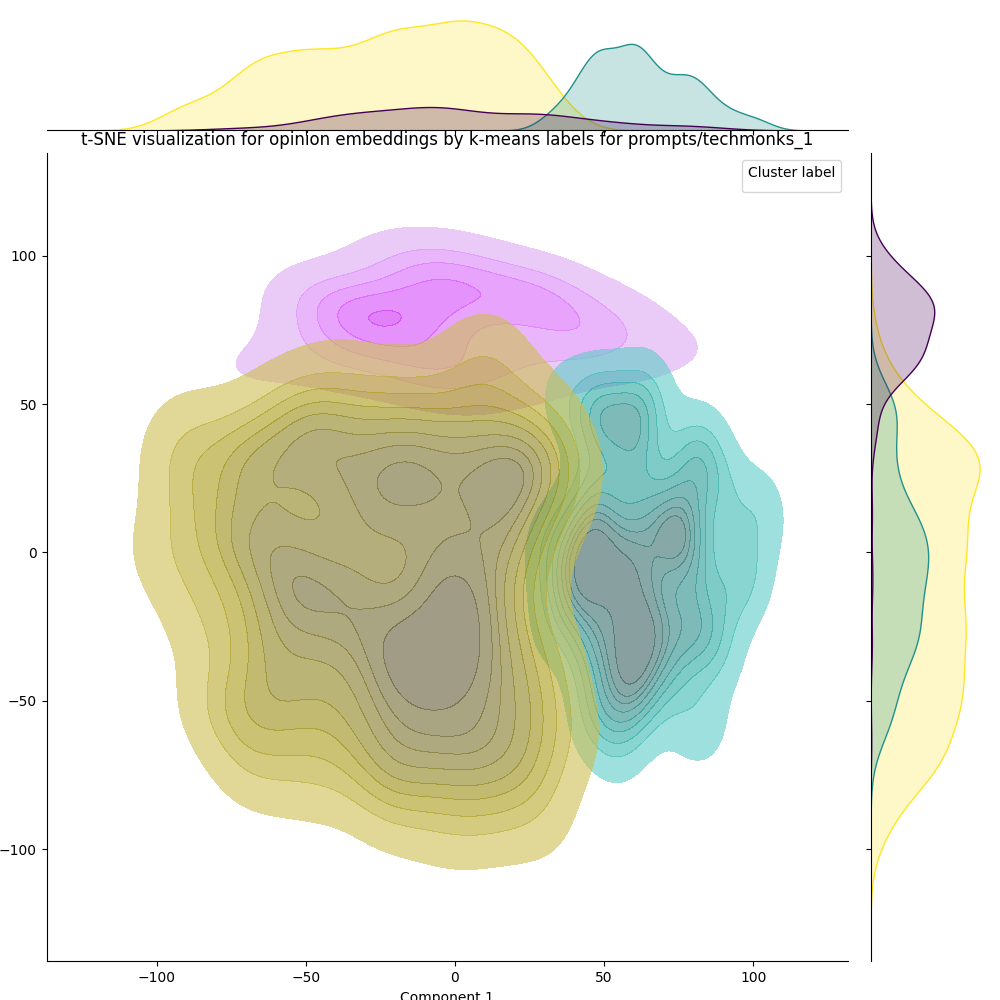 t-SNE visualization for opinion embeddings by k-means labels for prompts/techmonks_1
Cluster label
100
50
0
−50
−100
−100 −50 0 50 100
Component 1